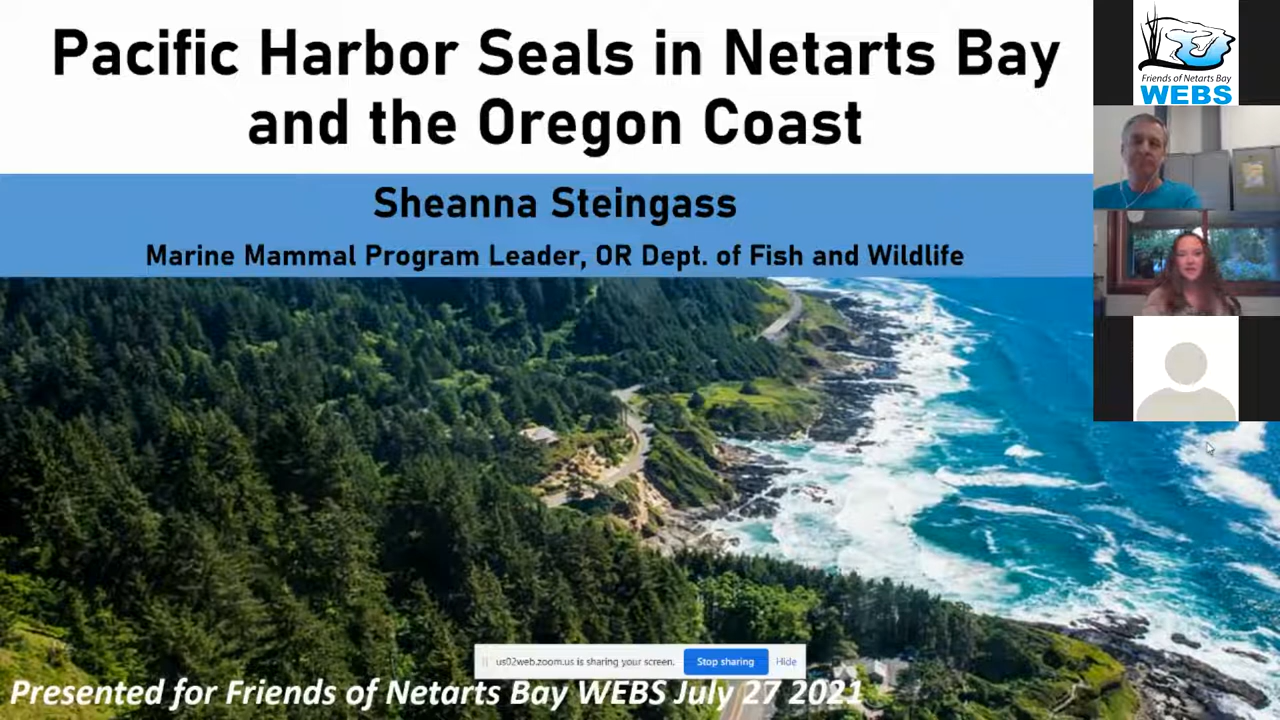 Pacific Harbor Seals in Netarts Bay
and the Oregon Coast
Sheanna Steingass
Marine Mammal Program Leader, OR Dept. of Fish and Wildlife
Friends of Netarts Bay
WEBS
us02web.zoom.us is sharing your screen.
Stop sharing
Hide
Presented for Friends of Netarts Bay WEBS July 27 2021